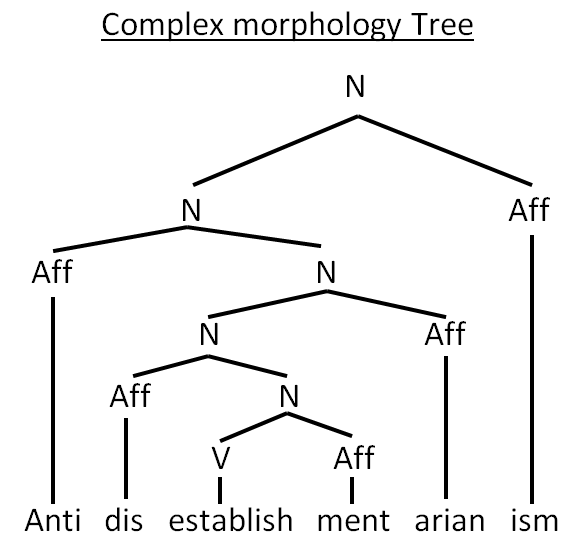 Complex morphology Tree
N
N Aff
Aff N
N Aff
Aff N
V Aff
Anti dis establish ment arian ism